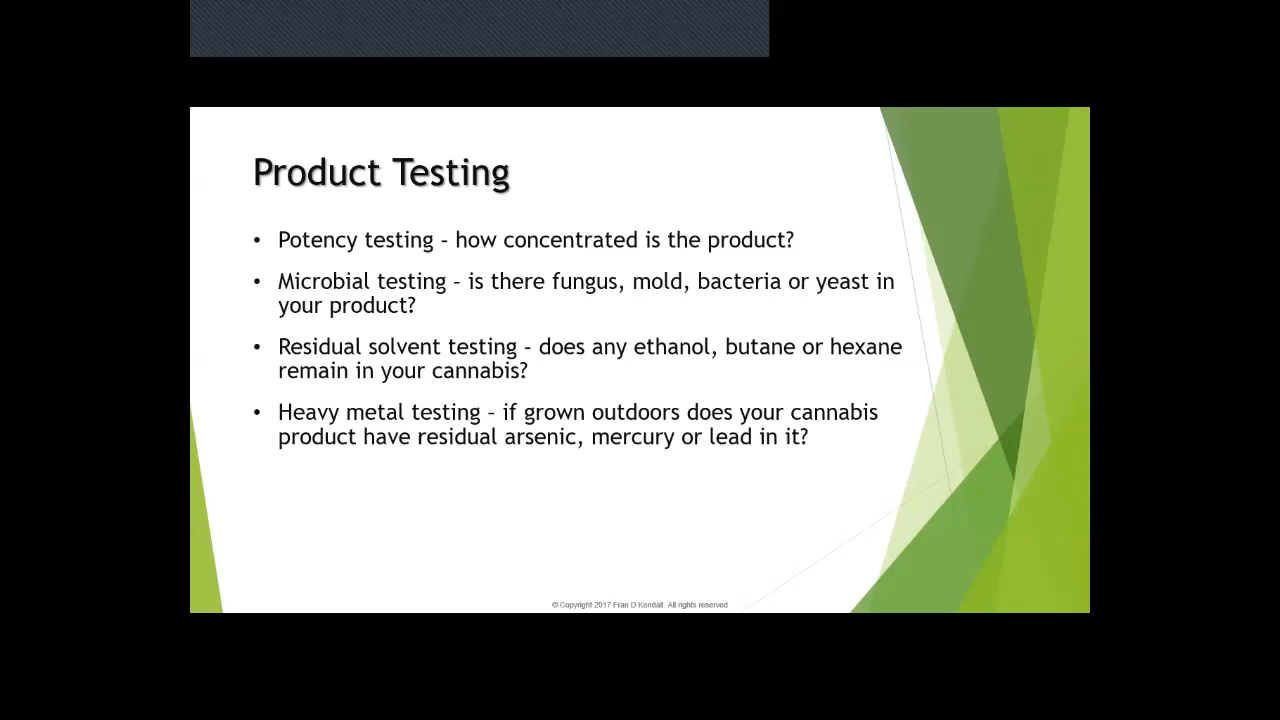 Product Testing
• Potency testing – how concentrated is the product?
• Microbial testing – is there fungus, mold, bacteria or yeast in
your product?
• Residual solvent testing – does any ethanol, butane or hexane
remain in your cannabis?
• Heavy metal testing – if grown outdoors does your cannabis
product have residual arsenic, mercury or lead in it?
© Copyright 2017 Fran D Kendall. All rights reserved